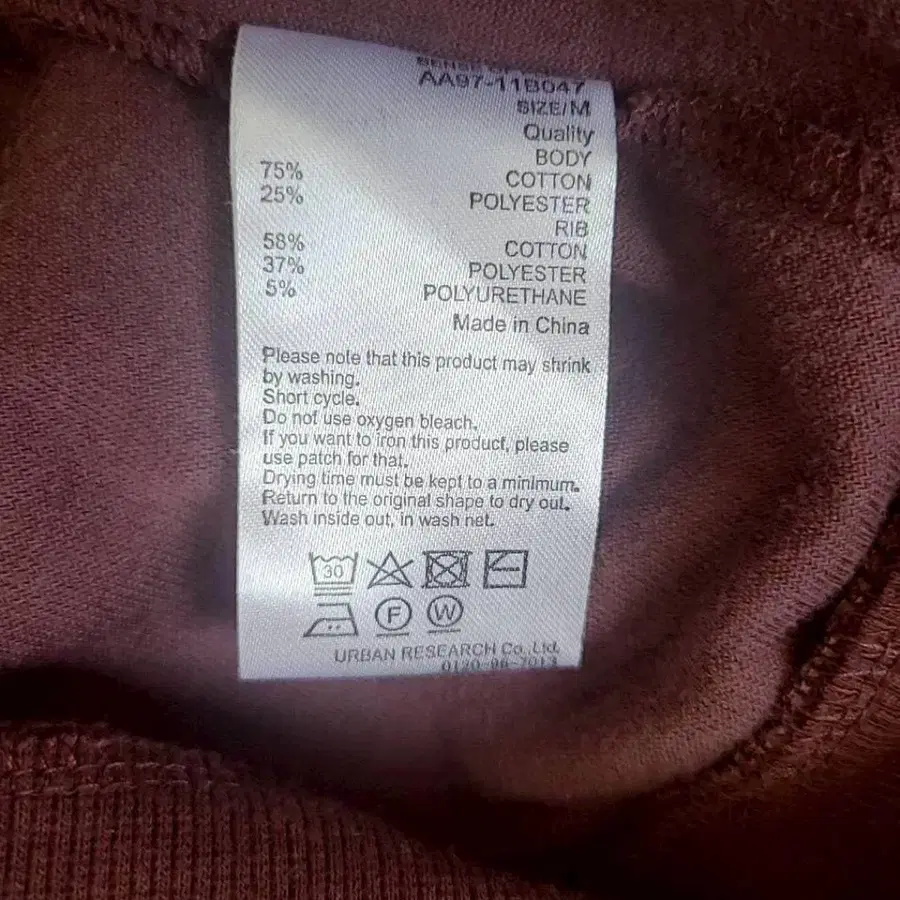 AA97-11B047
SIZE/M
Quality
BODY
75% COTTON
25% POLYESTER
RIB
58% COTTON
37% POLYESTER
5% POLYURETHANE
Made in China
Please note that this product may shrink
by washing.
Short cycle.
Do not use oxygen bleach.
If you want to iron this product, please
use patch for that.
Drying time must be kept to a minimum.
Return to the original shape to dry out.
Wash inside out, in wash net.
30
F W
URBAN RESEARCH Co.,Ltd.
0120-96-7013